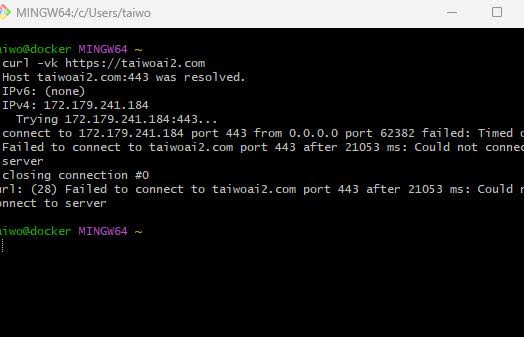 MINGW64:/c/Users/taiwo
aiwo@docker MINGW64 ~
curl -vk https://taiwoai2.com
Host taiwoai2.com:443 was resolved.
IPv6: (none)
IPv4: 172.179.241.184
Trying 172.179.241.184:443...
connect to 172.179.241.184 port 443 from 0.0.0.0 port 62382 failed: Timed o
Failed to connect to taiwoai2.com port 443 after 21053 ms: Could not connec
server
closing connection #0
url: (28) Failed to connect to taiwoai2.com port 443 after 21053 ms: Could n
onnect to server
aiwo@docker MINGW64 ~